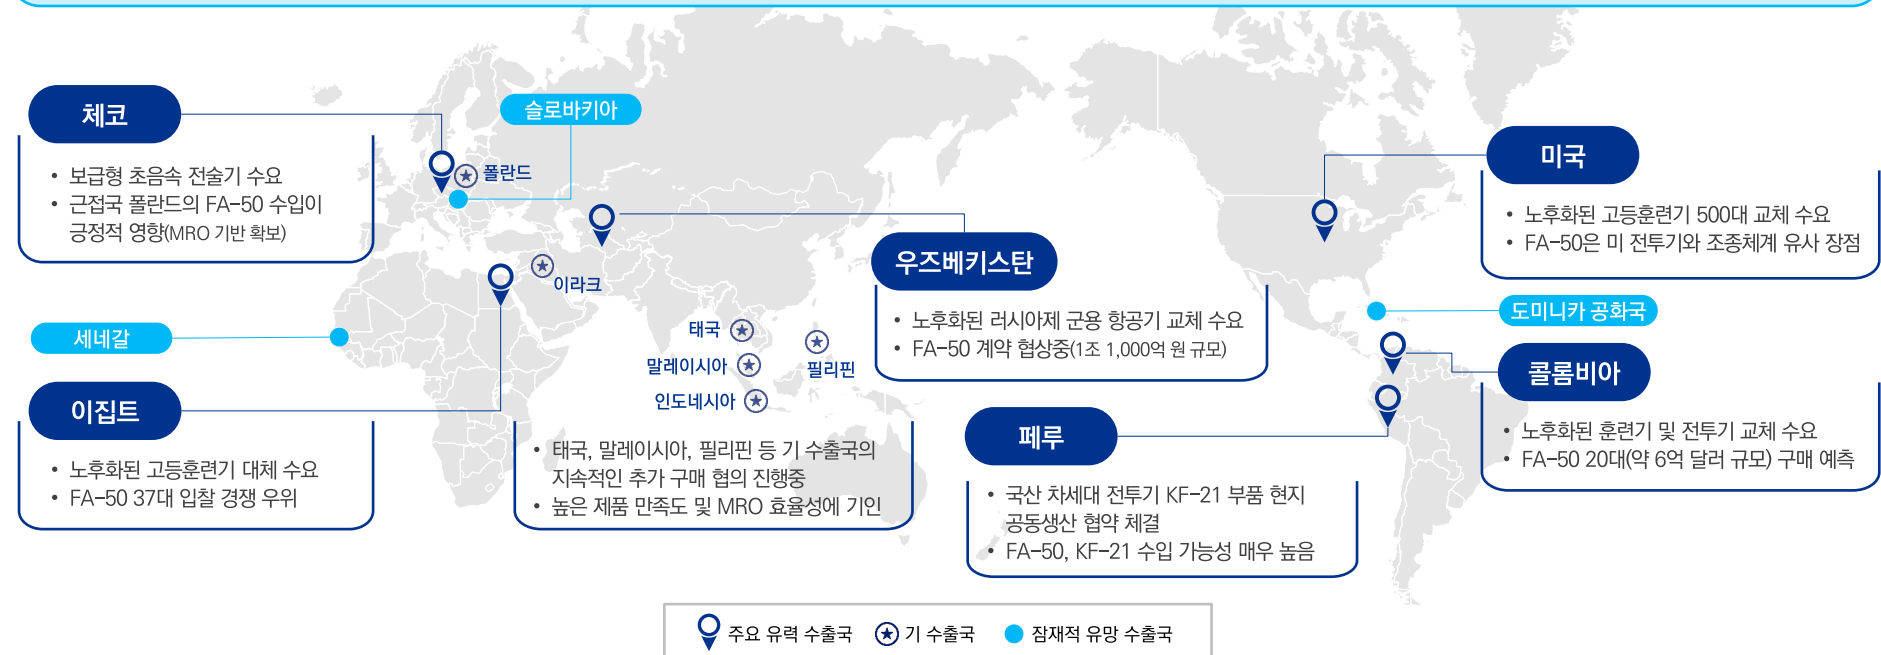 체코
• 보급형 초음속 전술기 수요
• 근접국 폴란드의 FA-50 수입이
긍정적 영향(MRO 기반 확보)
슬로바키아
폴란드
이라크
세네갈
이집트
• 노후화된 고등훈련기 대체 수요
• FA-50 37대 입찰 경쟁 우위
태국
말레이시아
인도네시아
필리핀
• 태국, 말레이시아, 필리핀 등 기 수출국의
지속적인 추가 구매 협의 진행중
• 높은 제품 만족도 및 MRO 효율성에 기인
우즈베키스탄
• 노후화된 러시아제 군용 항공기 교체 수요
• FA-50 계약 협상중(1조 1,000억 원 규모)
페루
• 국산 차세대 전투기 KF-21 부품 현지
공동생산 협약 체결
• FA-50, KF-21 수입 가능성 매우 높음
미국
• 노후화된 고등훈련기 500대 교체 수요
• FA-50은 미 전투기와 조종체계 유사 장점
도미니카 공화국
콜롬비아
• 노후화된 훈련기 및 전투기 교체 수요
• FA-50 20대(약 6억 달러 규모) 구매 예측
주요 유력 수출국
기 수출국
잠재적 유망 수출국